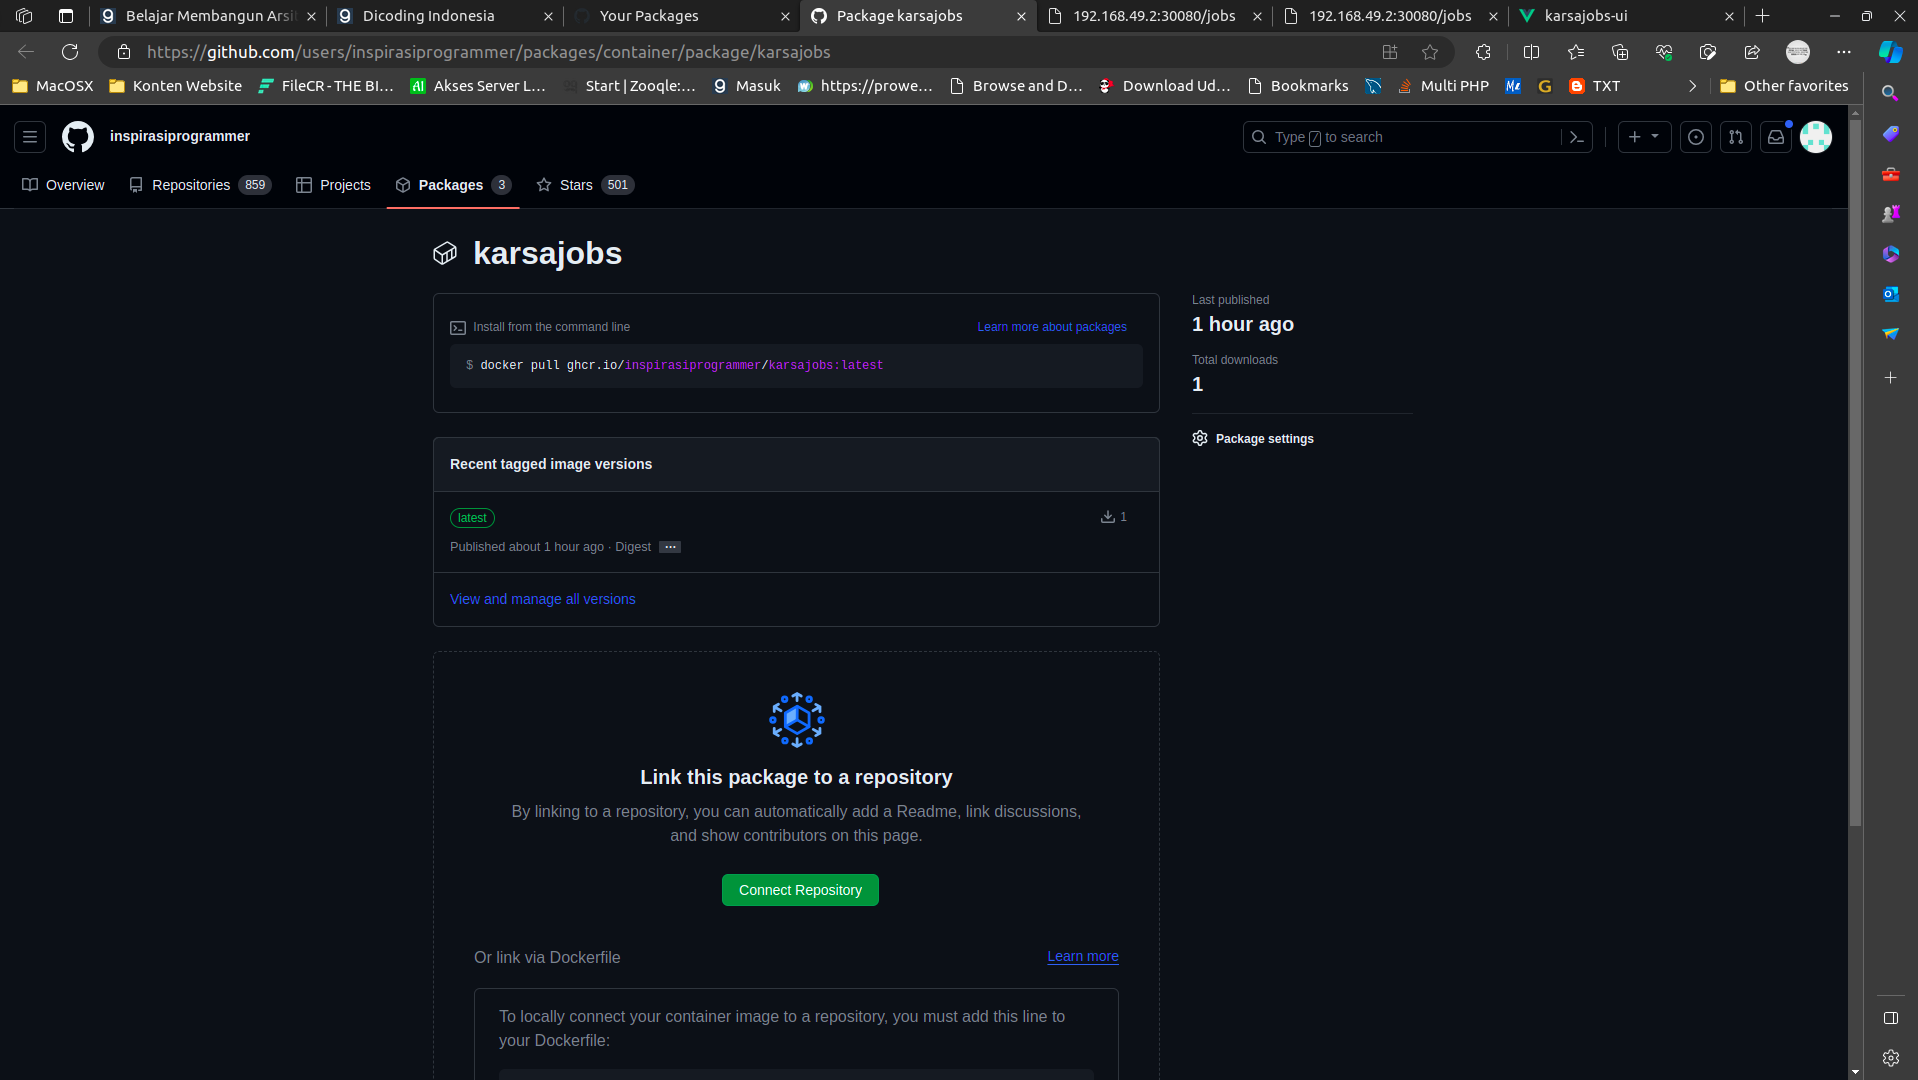 Belajar Membangun Arsi
Dicoding Indonesia
Your Packages
Package karsajobs
192.168.49.2:30080/jobs
192.168.49.2:30080/jobs
karsajobs-ui
https://github.com/users/inspirasiprogrammer/packages/container/package/karsajobs
MacOSX
Konten Website
FileCR - THE BI...
Akses Server L...
Start | Zooqle:...
Masuk
https://prowe...
Browse and D...
Download Ud...
Bookmarks
Multi PHP
TXT
Other favorites
inspirasiprogrammer
Type / to search
Overview
Repositories 859
Projects
Packages 3
Stars 501
karsajobs
Install from the command line
Learn more about packages
$ docker pull ghcr.io/inspirasiprogrammer/karsajobs:latest
Last published
1 hour ago
Total downloads
1
Package settings
Recent tagged image versions
latest
1
Published about 1 hour ago · Digest ...
View and manage all versions
Link this package to a repository
By linking to a repository, you can automatically add a Readme, link discussions,
and show contributors on this page.
Connect Repository
Or link via Dockerfile
Learn more
To locally connect your container image to a repository, you must add this line to
your Dockerfile: